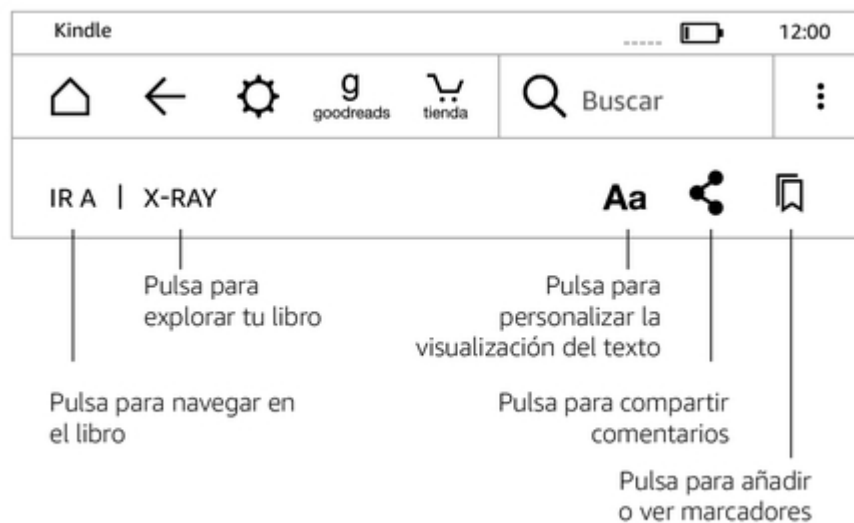 Kindle 12:00
g
goodreads tienda Buscar
IR A | X-RAY Aa
Pulsa para
explorar tu libro
Pulsa para
personalizar la
visualización del texto
Pulsa para navegar en
el libro
Pulsa para compartir
comentarios
Pulsa para añadir
o ver marcadores